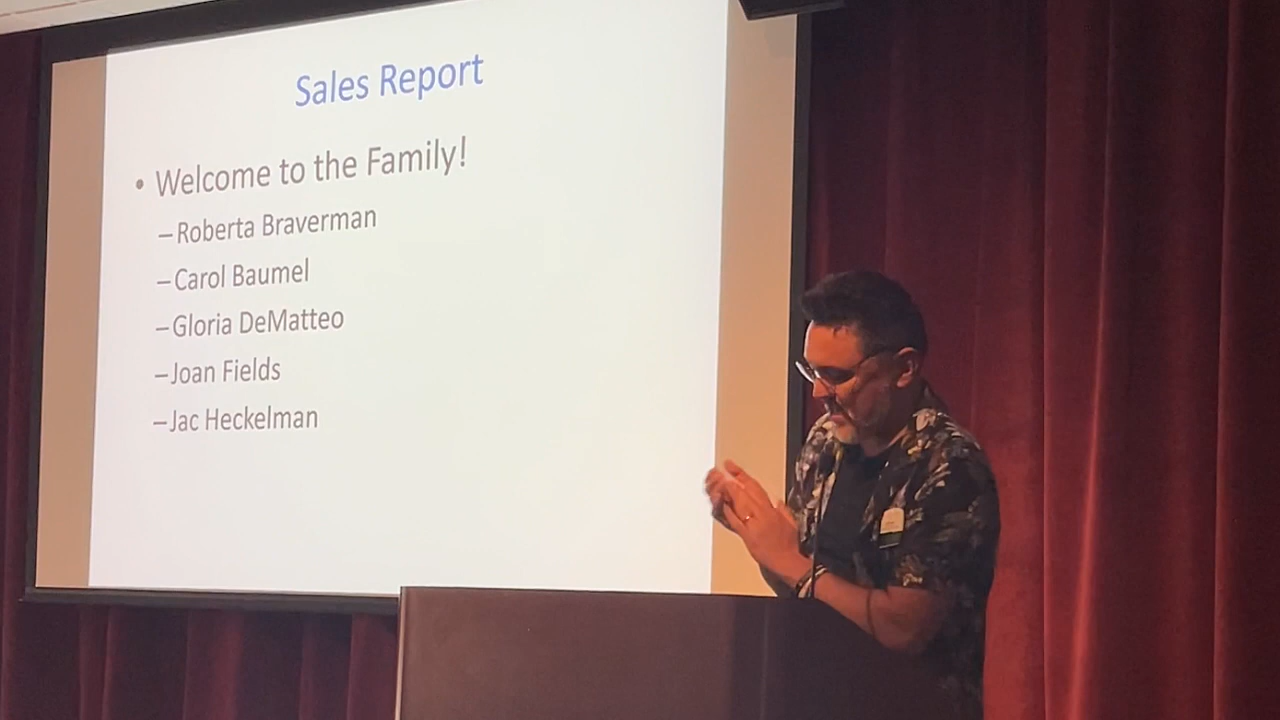 Sales Report
• Welcome to the Family!
– Roberta Braverman
– Carol Baumel
– Gloria DeMatteo
– Joan Fields
– Jac Heckelman